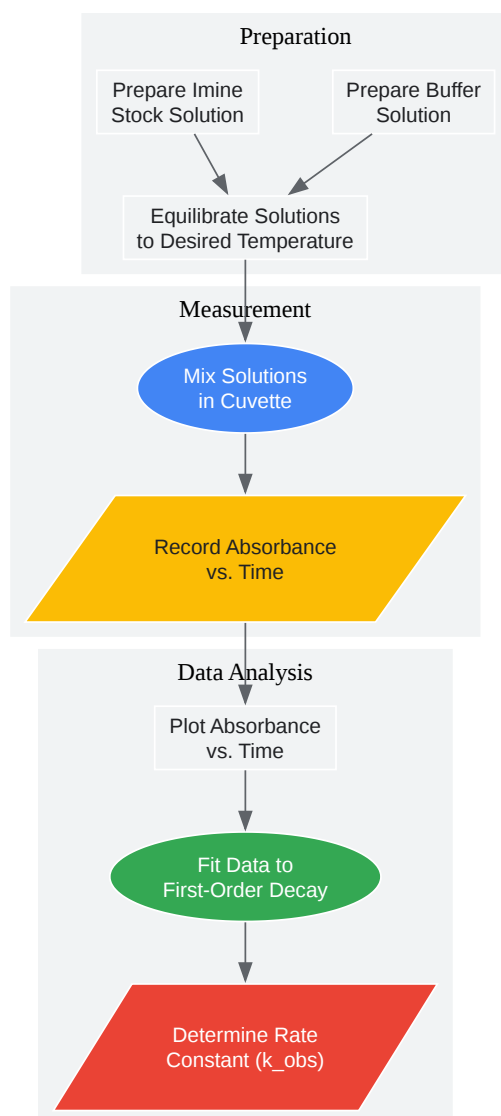 Preparation
Prepare Imine
Stock Solution
Prepare Buffer
Solution
Equilibrate Solutions
to Desired Temperature
Measurement
Mix Solutions
in Cuvette
Record Absorbance
vs. Time
Data Analysis
Plot Absorbance
vs. Time
Fit Data to
First-Order Decay
Determine Rate
Constant (k_obs)